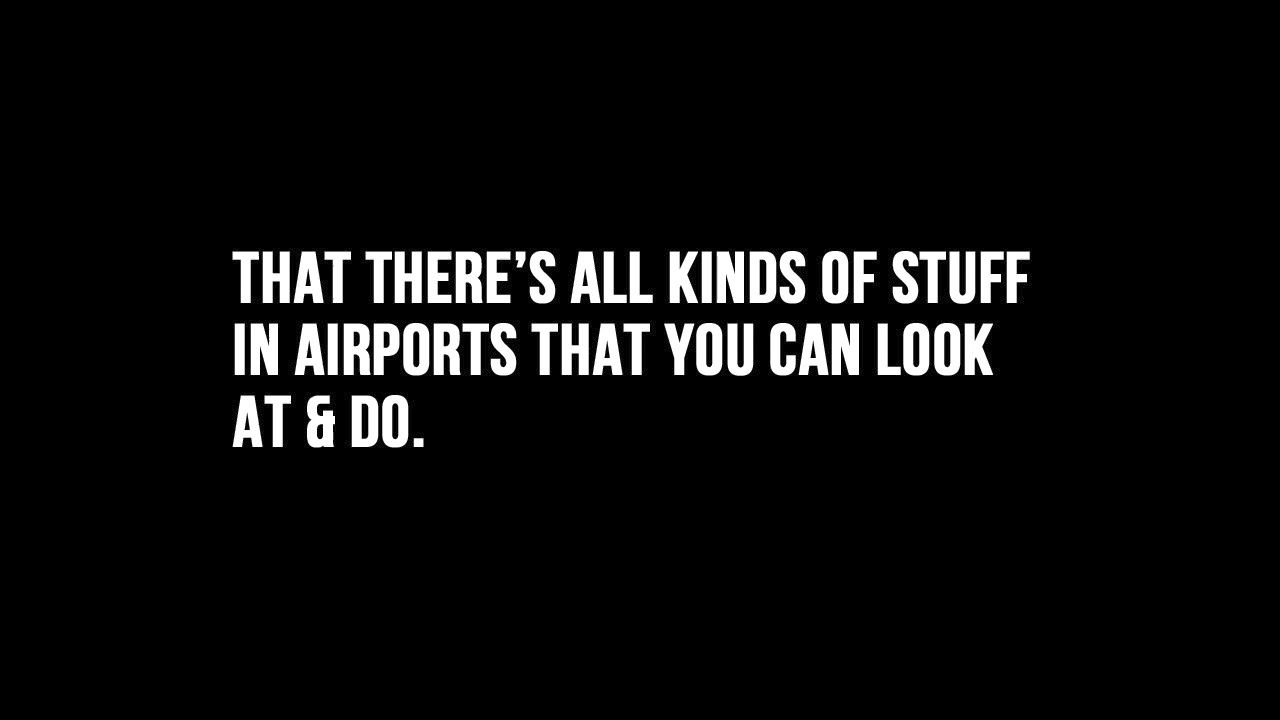 THAT THERE’S ALL KINDS OF STUFF
IN AIRPORTS THAT YOU CAN LOOK
AT & DO.